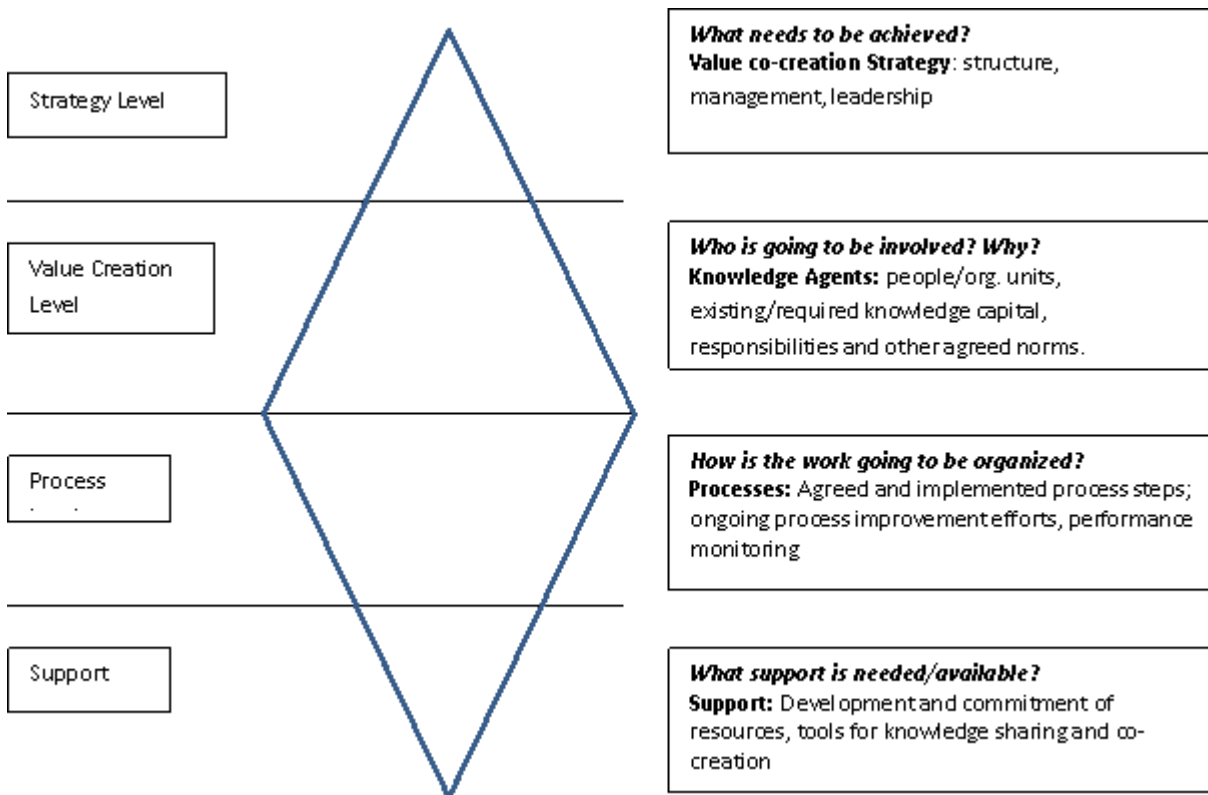 Strategy Level
What needs to be achieved?
Value co-creation Strategy: structure,
management, leadership
Value Creation
Level
Who is going to be involved? Why?
Knowledge Agents: people/org. units,
existing/required knowledge capital,
responsibilities and other agreed norms.
Process
How is the work going to be organized?
Processes: Agreed and implemented process steps;
ongoing process improvement efforts, performance
monitoring
Support
What support is needed/available?
Support: Development and commitment of
resources, tools for knowledge sharing and co-
creation